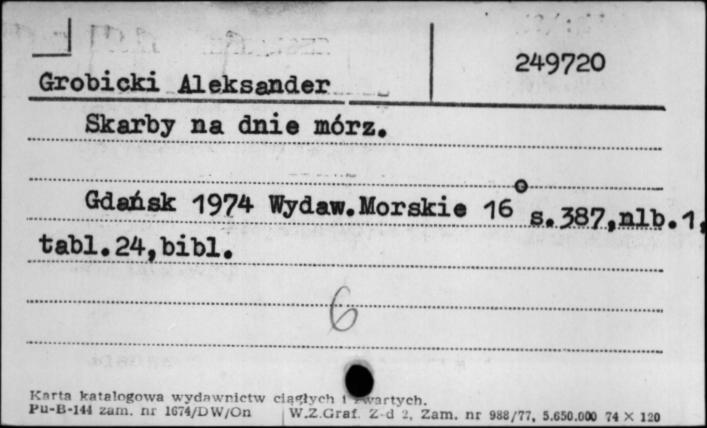 249720
Grobicki Aleksander
Skarby na dnie mórz.
Gdańsk 1974 Wydaw.Morskie 16° s.387,nlb.1,
tabl.24,bibl.
6
Karta katalogowa wydawnictw ciągłych i zwartych.
Pu-B-144 zam. nr 1674/DW/On W.Z.Graf. Z-d 2, Zam. nr 988/77, 5.650.000 74 × 120